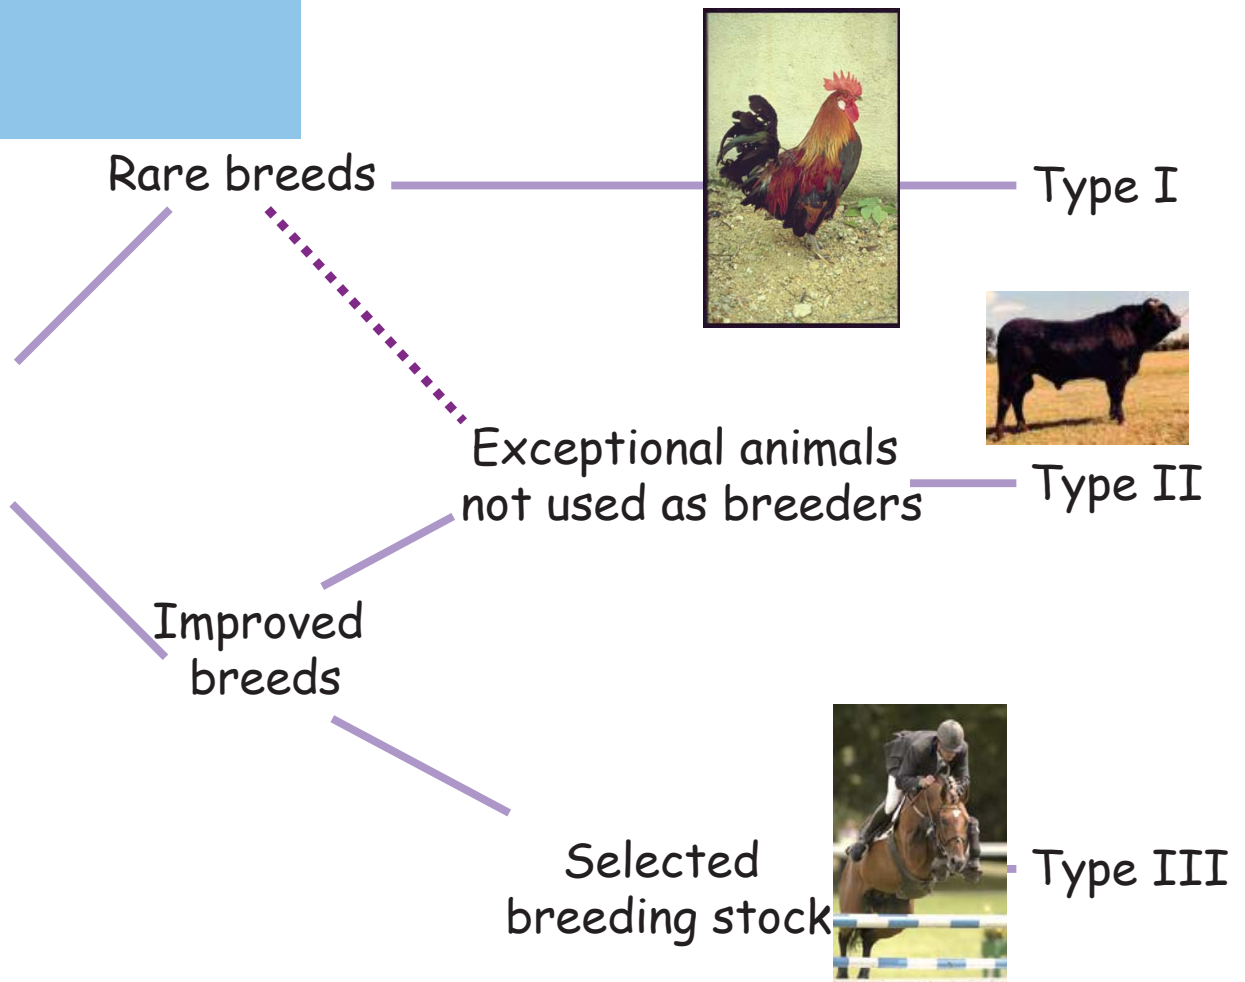 Rare breeds
Type I
Exceptional animals
not used as breeders
Type II
Improved
breeds
Selected
breeding stock
Type III